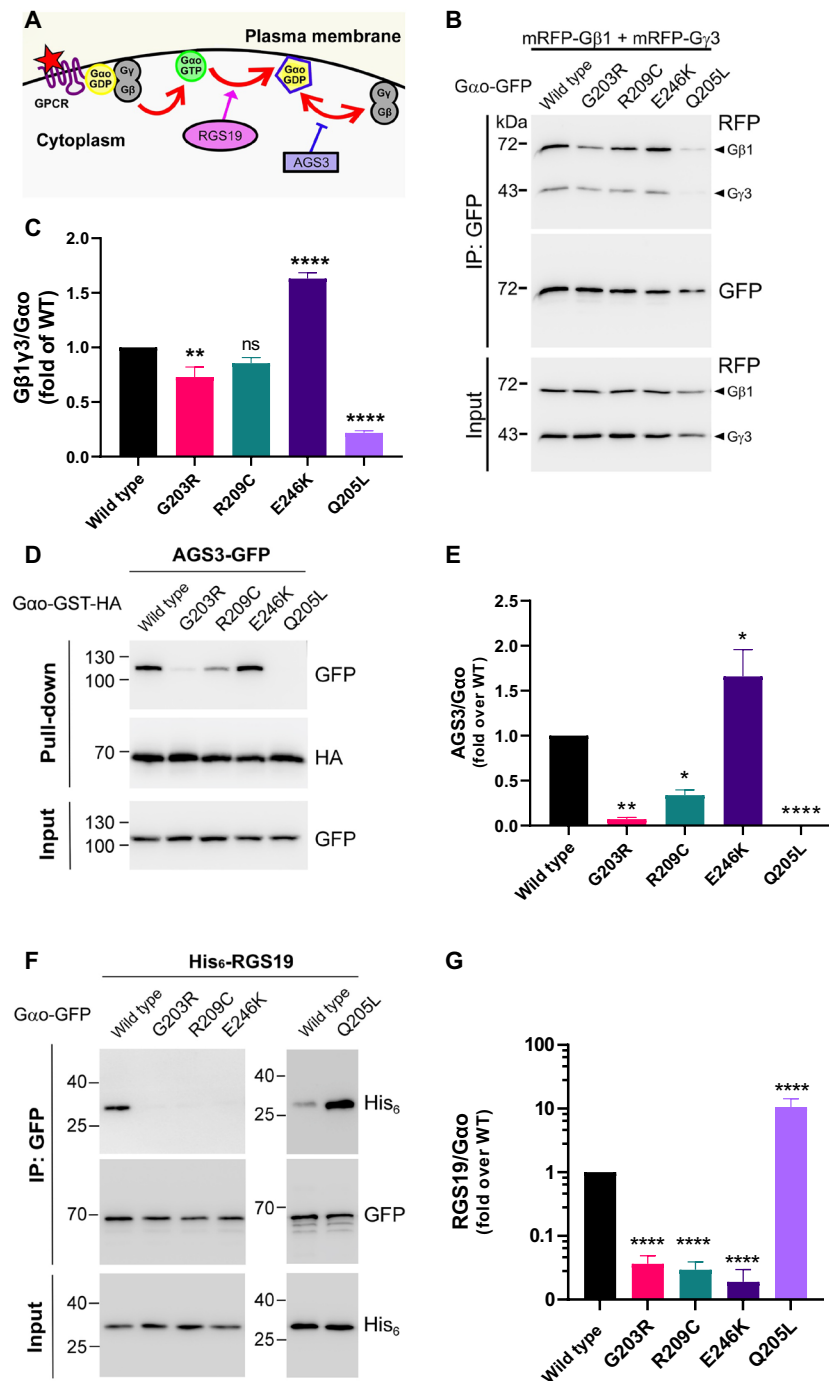 A
Plasma membrane
GPCR
Gαo
GDP
Gγ
Gβ
Gαo
GTP
Gαo
GDP
Gγ
Gβ
Cytoplasm
RGS19
AGS3
B
mRFP-Gβ1 + mRFP-Gγ3
Gαo-GFP
Wild type
G203R
R209C
E246K
Q205L
kDa
RFP
72
Gβ1
43
Gγ3
IP: GFP
72
GFP
RFP
72
Gβ1
43
Gγ3
Input
C
Gβ1γ3/Gαo
(fold of WT)
2.0
1.5
1.0
0.5
0.0
**
ns
****
****
Wild type
G203R
R209C
E246K
Q205L
D
AGS3-GFP
Gαo-GST-HA
Wild type
G203R
R209C
E246K
Q205L
Pull-down
130
100
GFP
70
HA
Input
130
100
GFP
E
AGS3/Gαo
(fold over WT)
2.5
2.0
1.5
1.0
0.5
0.0
**
*
*
****
Wild type
G203R
R209C
E246K
Q205L
F
His₆-RGS19
Gαo-GFP
Wild type
G203R
R209C
E246K
Wild type
Q205L
IP: GFP
40
25
40
25
His₆
70
70
GFP
Input
40
25
40
25
His₆
G
RGS19/Gαo
(fold over WT)
100
10
1
0.1
0
****
****
****
****
Wild type
G203R
R209C
E246K
Q205L